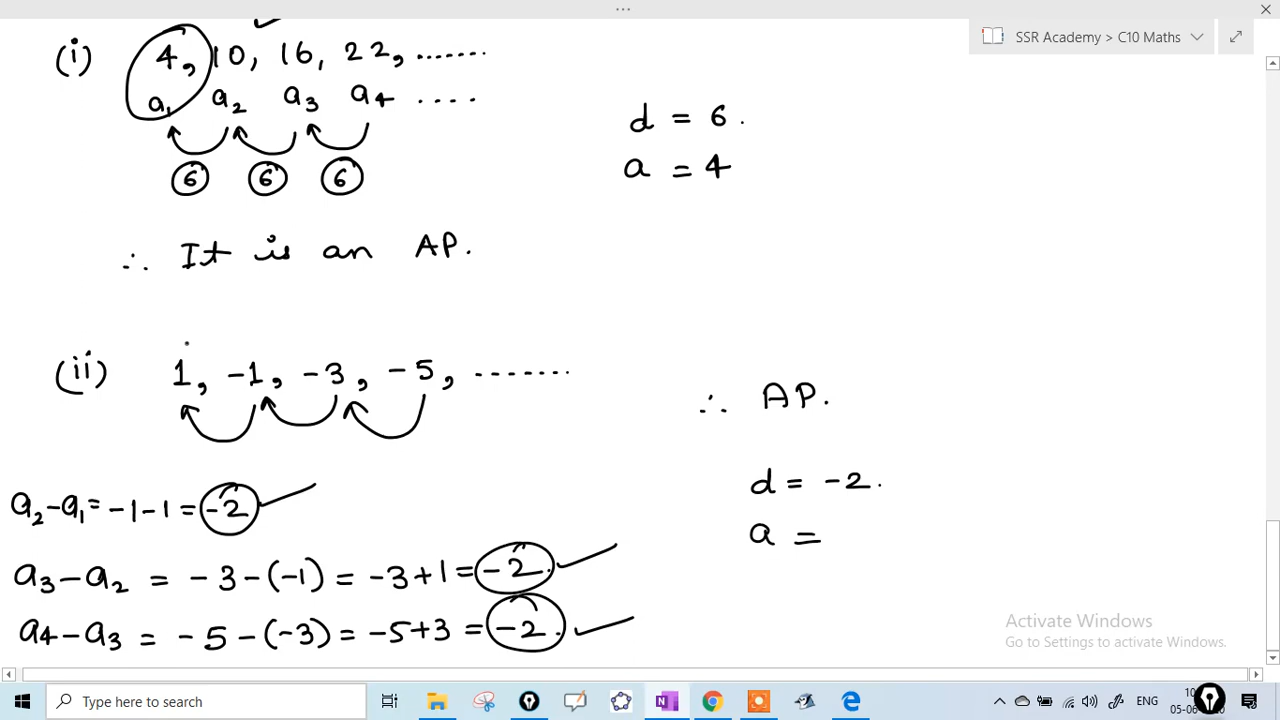 SSR Academy > C10 Maths
(i) 4, 10, 16, 22, .......
a₁ a₂ a₃ a₄ ....
6 6 6
d = 6.
a = 4
∴ It is an AP.
(ii) 1, -1, -3, -5, .......
∴ AP.
d = -2.
a =
a₂-a₁= -1-1 = -2
a₃-a₂ = -3-(-1) = -3+1 = -2.
a₄-a₃ = -5-(-3) = -5+3 = -2.
Activate Windows
Go to Settings to activate Windows.
Type here to search
ENG